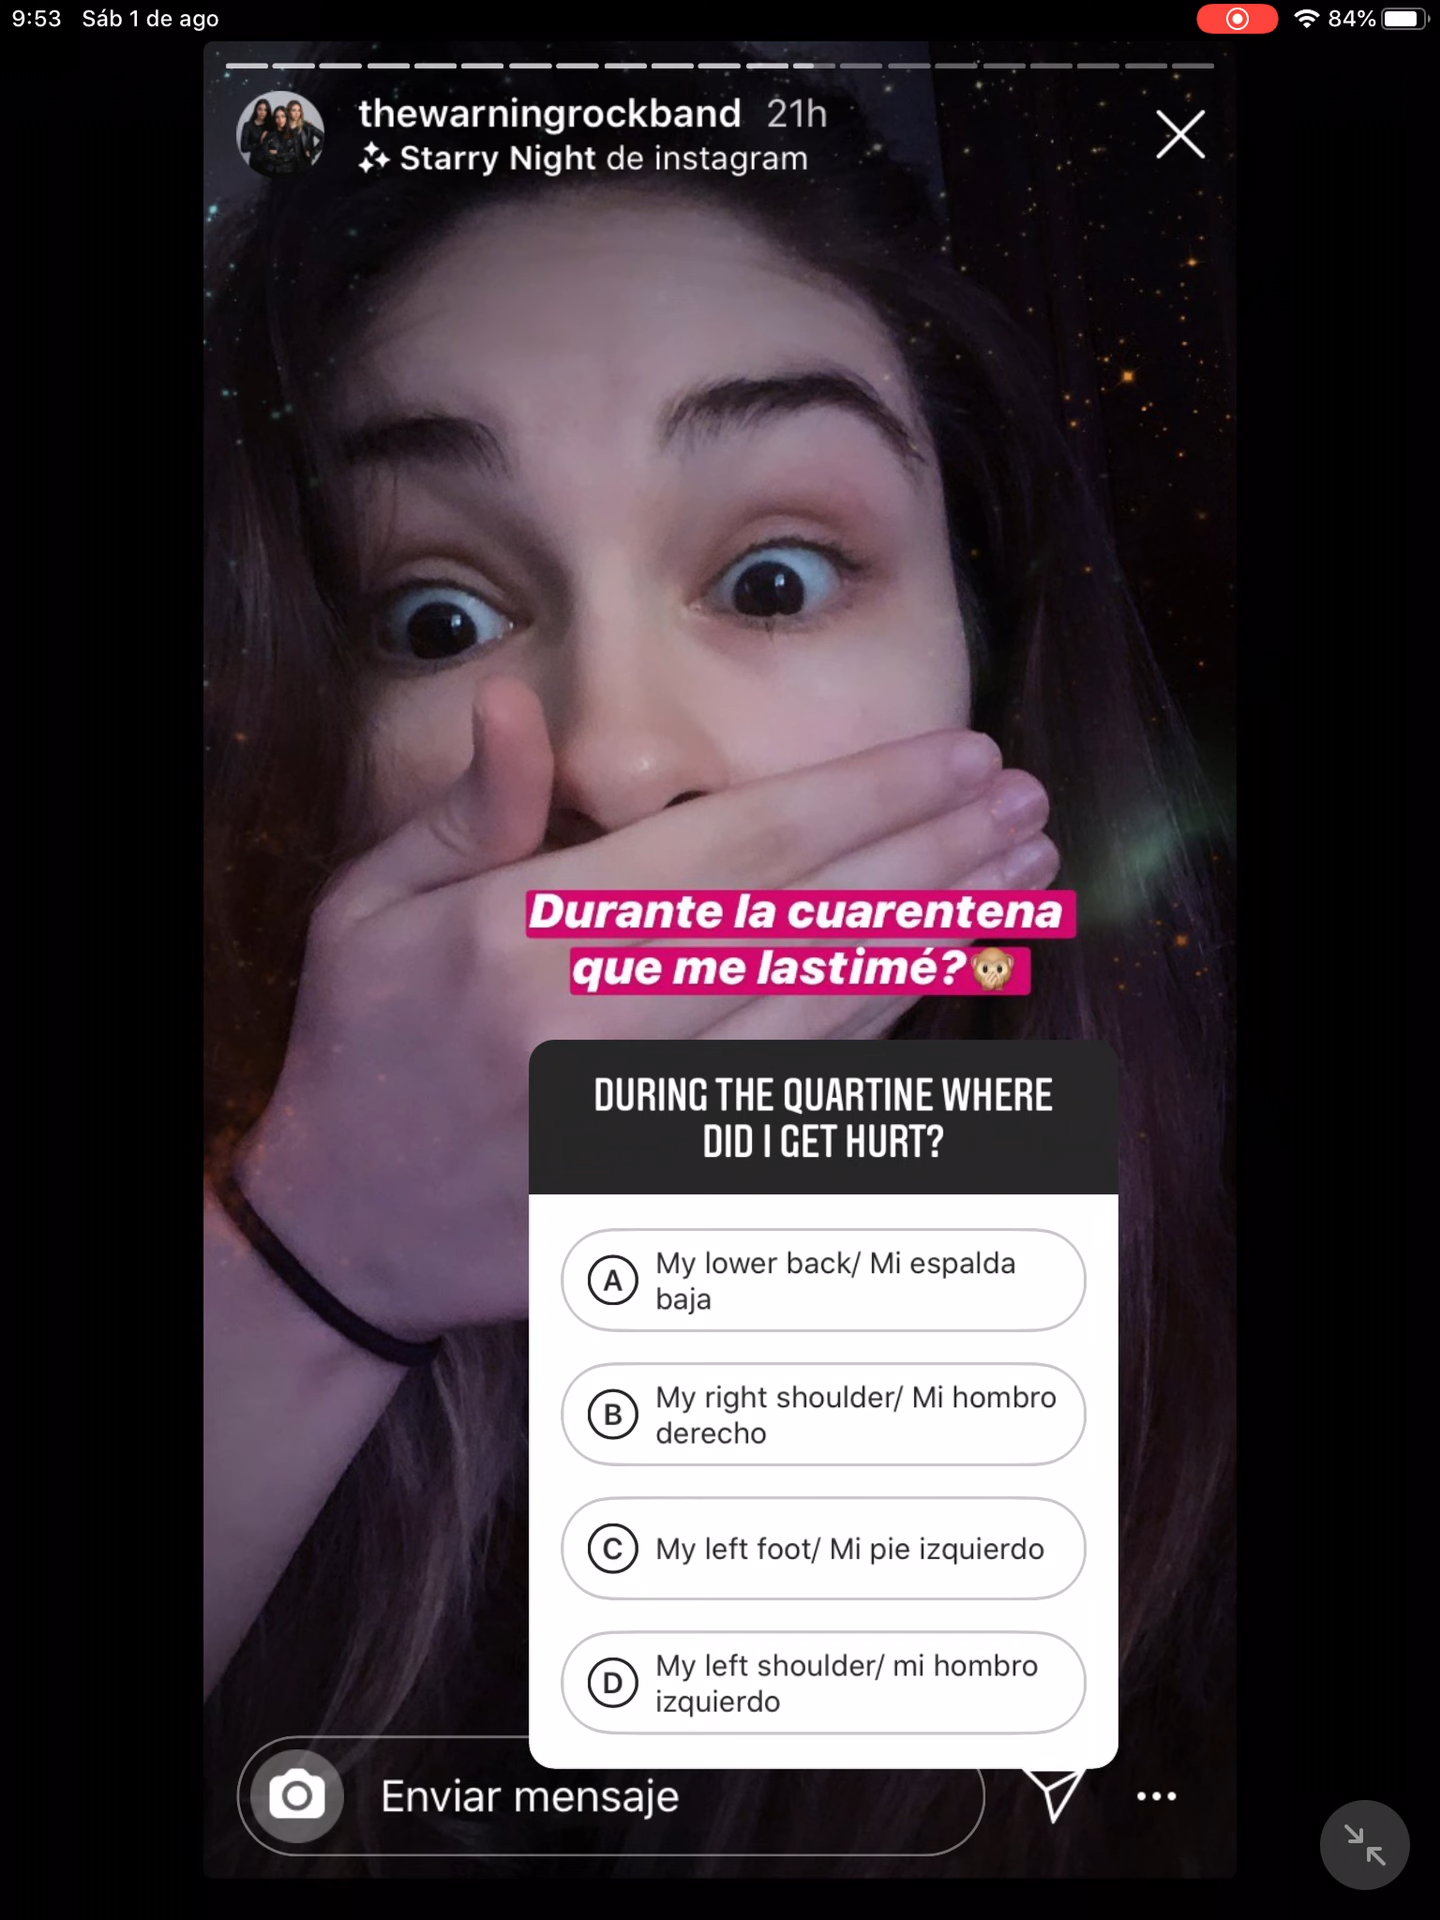 9:53 Sáb 1 de ago 84%
thewarningrockband 21h
Starry Night de instagram
Durante la cuarentena
que me lastimé?🙊
DURING THE QUARTINE WHERE
DID I GET HURT?
A My lower back/ Mi espalda
baja
B My right shoulder/ Mi hombro
derecho
C My left foot/ Mi pie izquierdo
D My left shoulder/ mi hombro
izquierdo
Enviar mensaje